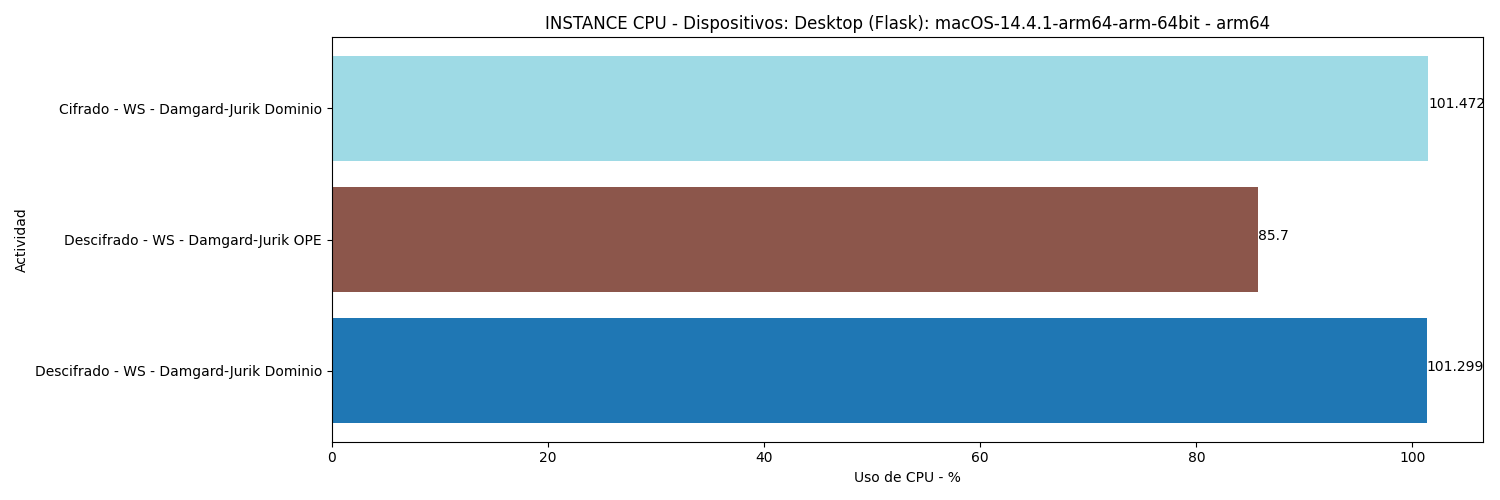 INSTANCE CPU - Dispositivos: Desktop (Flask): macOS-14.4.1-arm64-arm-64bit - arm64
Actividad
Cifrado - WS - Damgard-Jurik Dominio
101.472
Descifrado - WS - Damgard-Jurik OPE
85.7
Descifrado - WS - Damgard-Jurik Dominio
101.299
0 20 40 60 80 100
Uso de CPU - %